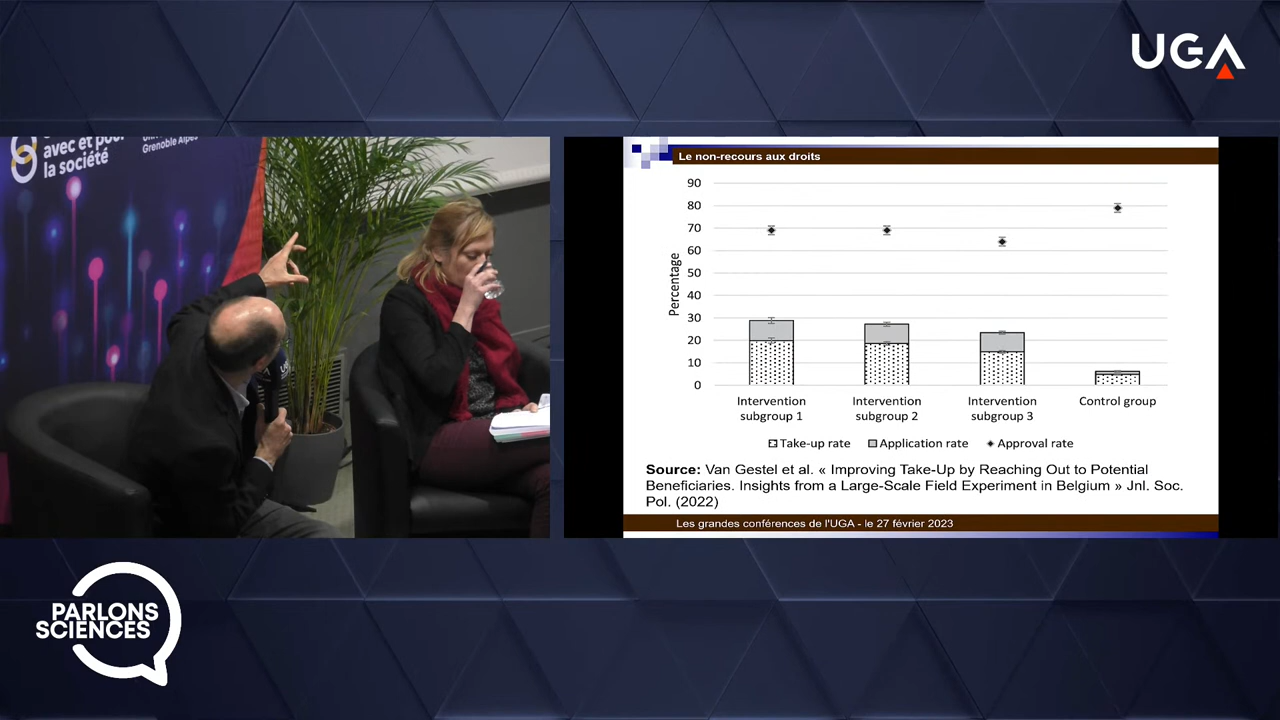 UGA
avec et pour
la société
Grenoble Alpes
Le non-recours aux droits
90
80
70
60
50
40
30
20
10
0
Percentage
Intervention
subgroup 1
Intervention
subgroup 2
Intervention
subgroup 3
Control group
Take-up rate
Application rate
Approval rate
Source: Van Gestel et al. « Improving Take-Up by Reaching Out to Potential
Beneficiaries. Insights from a Large-Scale Field Experiment in Belgium » Jnl. Soc.
Pol. (2022)
Les grandes conférences de l'UGA - le 27 février 2023
PARLONS
SCIENCES